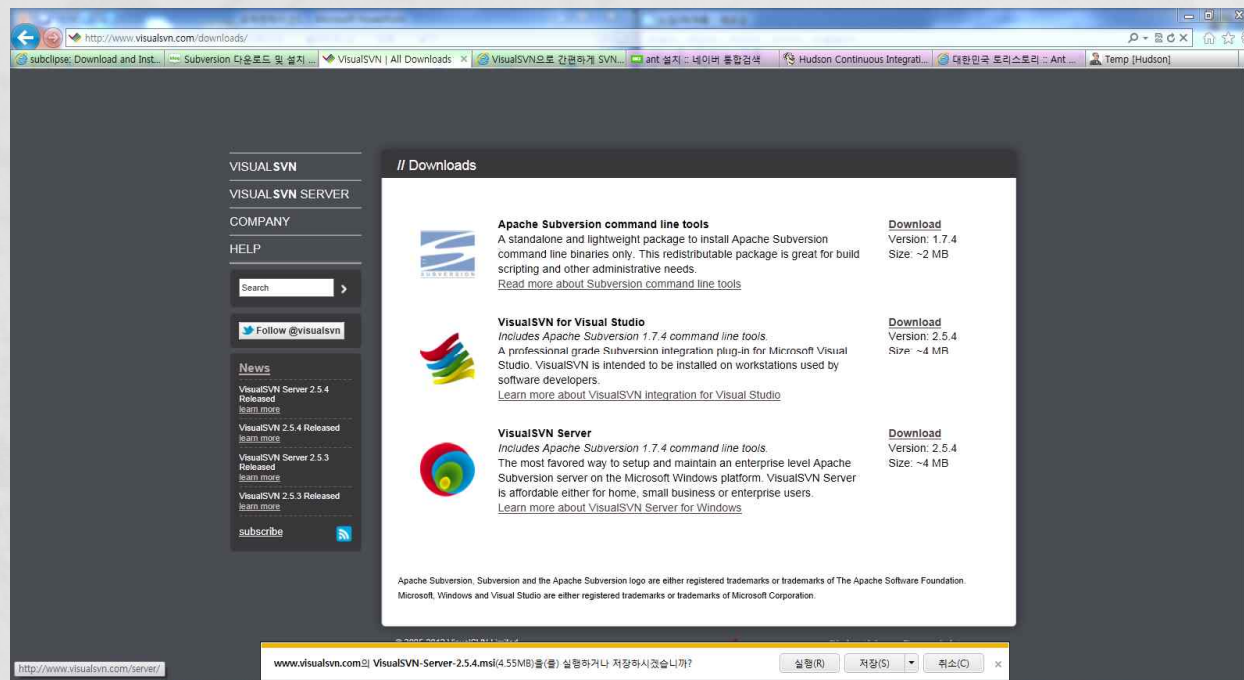 http://www.visualsvn.com/downloads/
subclipse: Download and Inst...
Subversion 다운로드 및 설치 ...
VisualSVN | All Downloads
VisualSVN으로 간편하게 SVN...
ant 설치 :: 네이버 통합검색
Hudson Continuous Integrati...
대한민국 토리스토리 :: Ant ...
Temp [Hudson]
VISUALSVN
VISUALSVN SERVER
COMPANY
HELP
Search
Follow @visualsvn
News
VisualSVN Server 2.5.4
Released
learn more
VisualSVN 2.5.4 Released
learn more
VisualSVN Server 2.5.3
Released
learn more
VisualSVN 2.5.3 Released
learn more
subscribe
// Downloads
SUBVERSION
Apache Subversion command line tools
A standalone and lightweight package to install Apache Subversion
command line binaries only. This redistributable package is great for build
scripting and other administrative needs.
Read more about Subversion command line tools
Download
Version: 1.7.4
Size: ~2 MB
VisualSVN for Visual Studio
Includes Apache Subversion 1.7.4 command line tools.
A professional grade Subversion integration plug-in for Microsoft Visual
Studio. VisualSVN is intended to be installed on workstations used by
software developers.
Learn more about VisualSVN integration for Visual Studio
Download
Version: 2.5.4
Size: ~4 MB
VisualSVN Server
Includes Apache Subversion 1.7.4 command line tools.
The most favored way to setup and maintain an enterprise level Apache
Subversion server on the Microsoft Windows platform. VisualSVN Server
is affordable either for home, small business or enterprise users.
Learn more about VisualSVN Server for Windows
Download
Version: 2.5.4
Size: ~4 MB
Apache Subversion, Subversion and the Apache Subversion logo are either registered trademarks or trademarks of The Apache Software Foundation.
Microsoft, Windows and Visual Studio are either registered trademarks or trademarks of Microsoft Corporation.
www.visualsvn.com의 VisualSVN-Server-2.5.4.msi(4.55MB)을(를) 실행하거나 저장하시겠습니까?
실행(R)
저장(S)
취소(C)
http://www.visualsvn.com/server/